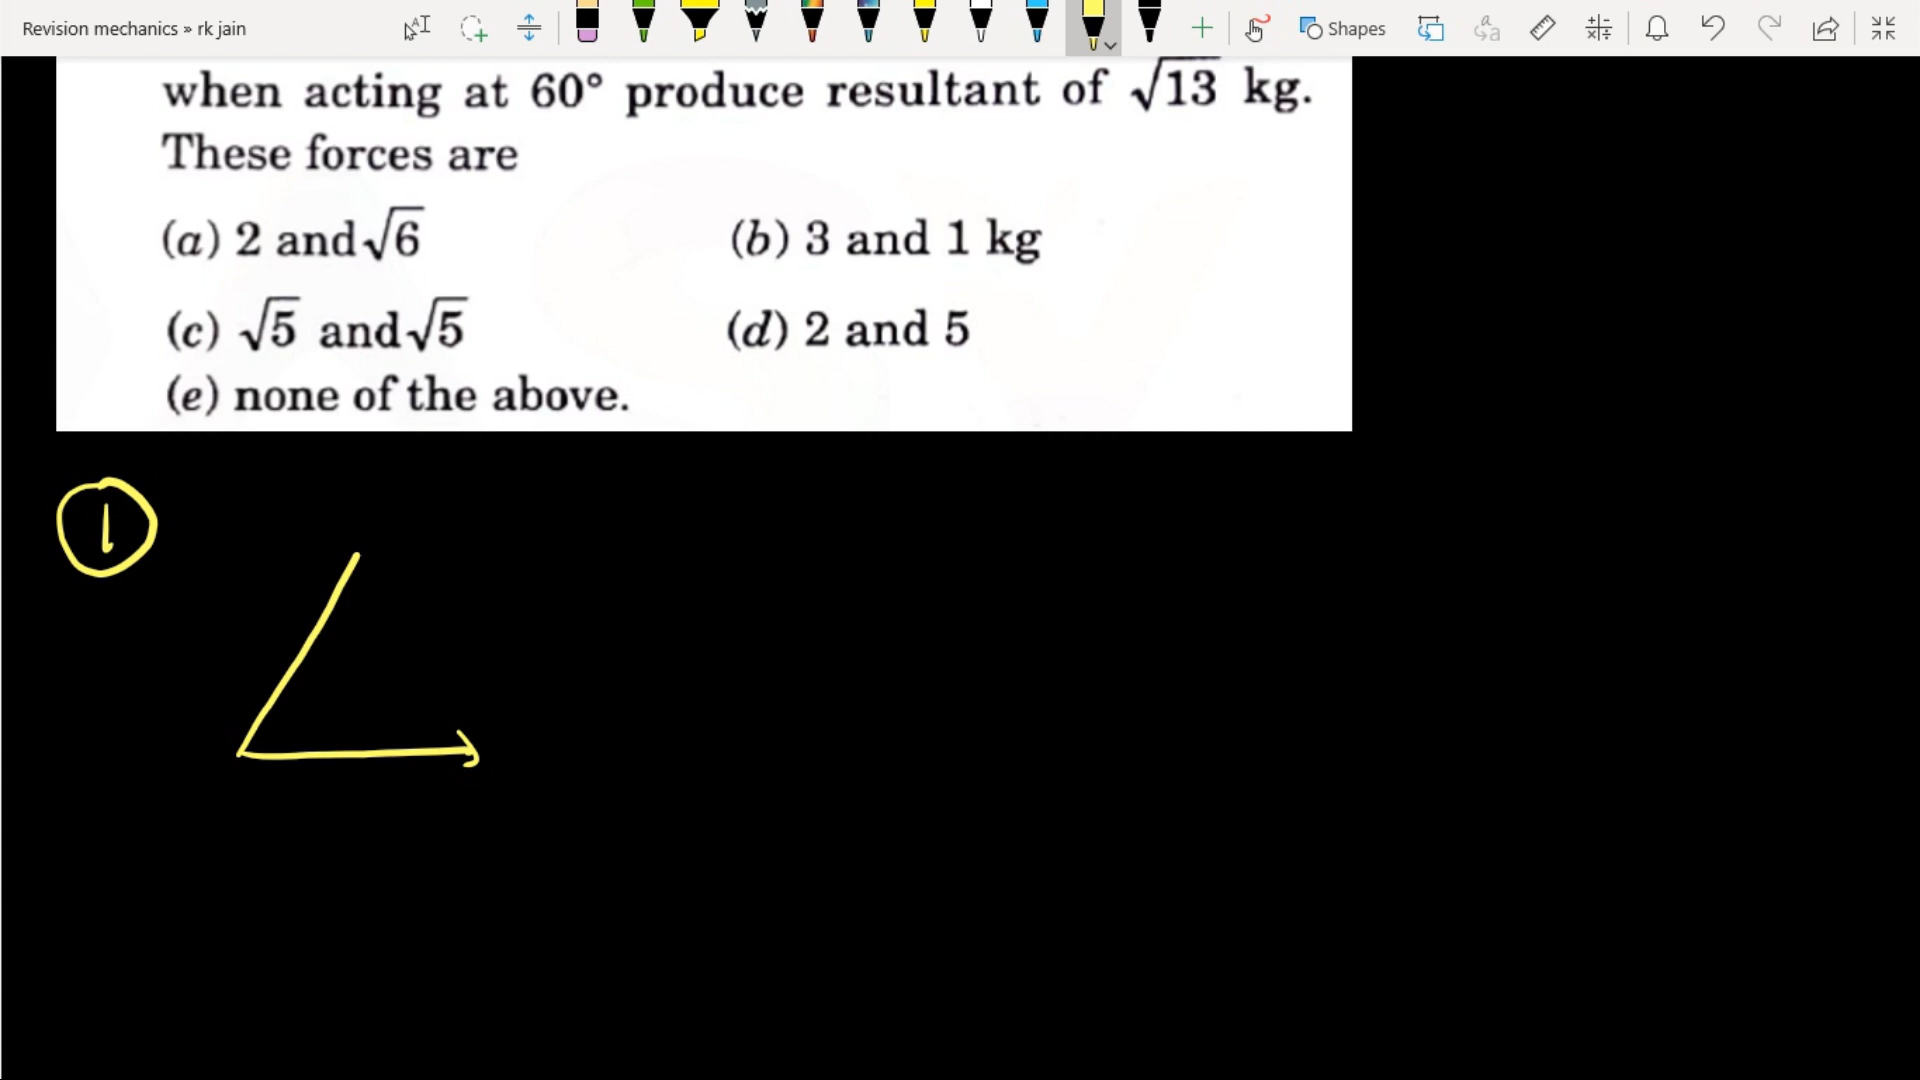 Revision mechanics » rk jain
Shapes
when acting at 60° produce resultant of √13 kg.
These forces are
(a) 2 and √6 (b) 3 and 1 kg
(c) √5 and √5 (d) 2 and 5
(e) none of the above.
1